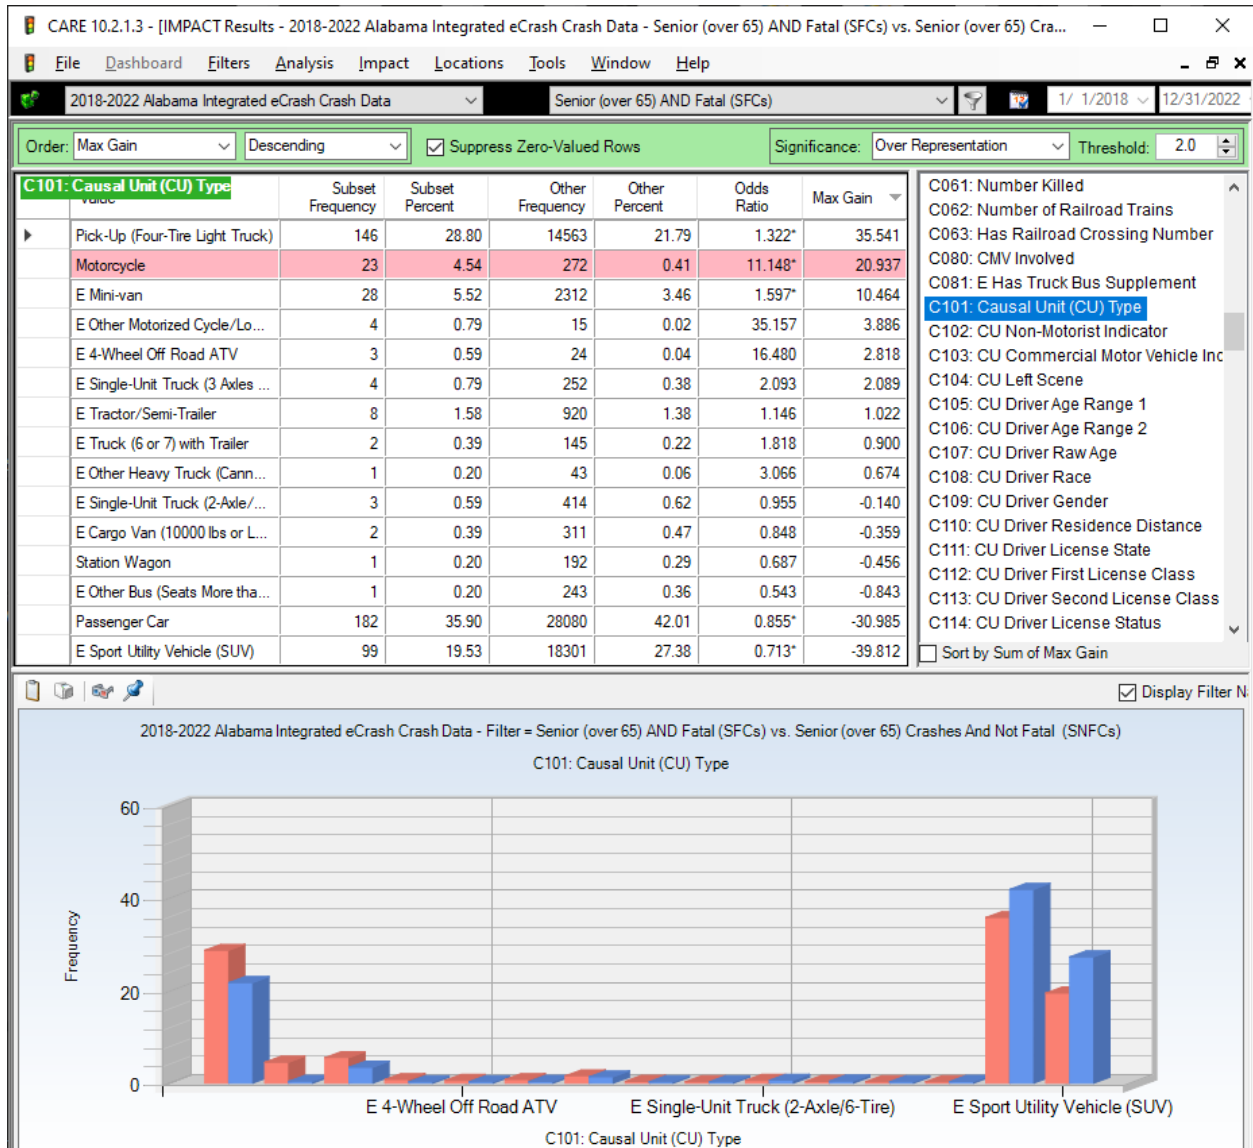 CARE 10.2.1.3 - [IMPACT Results - 2018-2022 Alabama Integrated eCrash Crash Data - Senior (over 65) AND Fatal (SFCs) vs. Senior (over 65) Cra...
File Dashboard Filters Analysis Impact Locations Tools Window Help
2018-2022 Alabama Integrated eCrash Crash Data Senior (over 65) AND Fatal (SFCs) 1/ 1/2018 12/31/2022
Order: Max Gain Descending Suppress Zero-Valued Rows Significance: Over Representation Threshold: 2.0
C101: Causal Unit (CU) Type Subset Frequency Subset Percent Other Frequency Other Percent Odds Ratio Max Gain
Pick-Up (Four-Tire Light Truck) 146 28.80 14563 21.79 1.322* 35.541
Motorcycle 23 4.54 272 0.41 11.148* 20.937
E Mini-van 28 5.52 2312 3.46 1.597* 10.464
E Other Motorized Cycle/Lo... 4 0.79 15 0.02 35.157 3.886
E 4-Wheel Off Road ATV 3 0.59 24 0.04 16.480 2.818
E Single-Unit Truck (3 Axles ... 4 0.79 252 0.38 2.093 2.089
E Tractor/Semi-Trailer 8 1.58 920 1.38 1.146 1.022
E Truck (6 or 7) with Trailer 2 0.39 145 0.22 1.818 0.900
E Other Heavy Truck (Cann... 1 0.20 43 0.06 3.066 0.674
E Single-Unit Truck (2-Axle/... 3 0.59 414 0.62 0.955 -0.140
E Cargo Van (10000 lbs or L... 2 0.39 311 0.47 0.848 -0.359
Station Wagon 1 0.20 192 0.29 0.687 -0.456
E Other Bus (Seats More tha... 1 0.20 243 0.36 0.543 -0.843
Passenger Car 182 35.90 28080 42.01 0.855* -30.985
E Sport Utility Vehicle (SUV) 99 19.53 18301 27.38 0.713* -39.812
C061: Number Killed
C062: Number of Railroad Trains
C063: Has Railroad Crossing Number
C080: CMV Involved
C081: E Has Truck Bus Supplement
C101: Causal Unit (CU) Type
C102: CU Non-Motorist Indicator
C103: CU Commercial Motor Vehicle Inc
C104: CU Left Scene
C105: CU Driver Age Range 1
C106: CU Driver Age Range 2
C107: CU Driver Raw Age
C108: CU Driver Race
C109: CU Driver Gender
C110: CU Driver Residence Distance
C111: CU Driver License State
C112: CU Driver First License Class
C113: CU Driver Second License Class
C114: CU Driver License Status
Sort by Sum of Max Gain
Display Filter N
2018-2022 Alabama Integrated eCrash Crash Data - Filter = Senior (over 65) AND Fatal (SFCs) vs. Senior (over 65) Crashes And Not Fatal (SNFCs)
C101: Causal Unit (CU) Type
60
40
20
0
Frequency
E 4-Wheel Off Road ATV E Single-Unit Truck (2-Axle/6-Tire) E Sport Utility Vehicle (SUV)
C101: Causal Unit (CU) Type